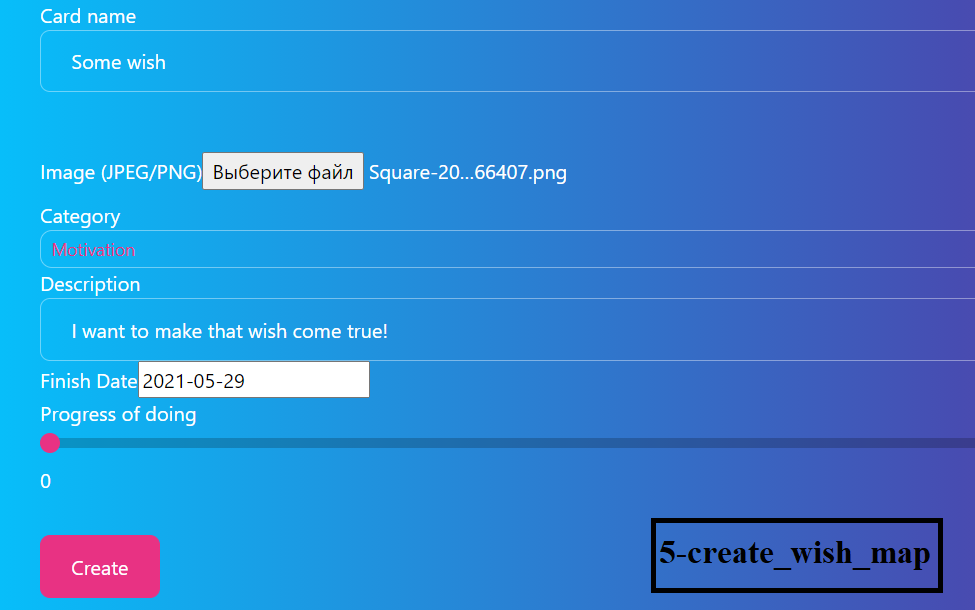 Card name
Some wish
Image (JPEG/PNG) Выберите файл Square-20...66407.png
Category
Motivation
Description
I want to make that wish come true!
Finish Date 2021-05-29
Progress of doing
0
Create
5-create_wish_map